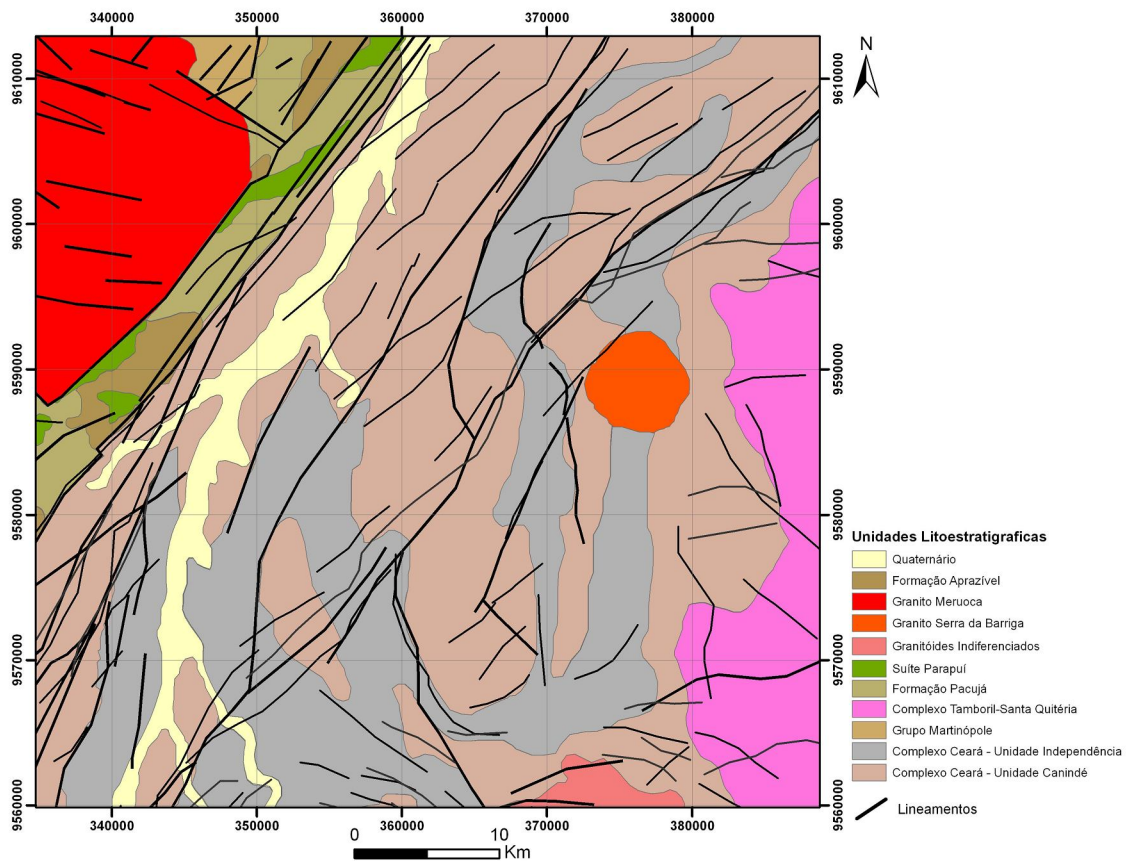 340000 350000 360000 370000 380000
N
9610000 9610000
9600000 9600000
9590000 9590000
9580000 9580000
9570000 9570000
9560000 9560000
Unidades Litoestratigraficas
Quaternário
Formação Aprazível
Granito Meruoca
Granito Serra da Barriga
Granitóides Indiferenciados
Suíte Parapuí
Formação Pacujá
Complexo Tamboril-Santa Quitéria
Grupo Martinópole
Complexo Ceará - Unidade Independência
Complexo Ceará - Unidade Canindé
Lineamentos
340000 350000 360000 370000 380000
0 10
Km